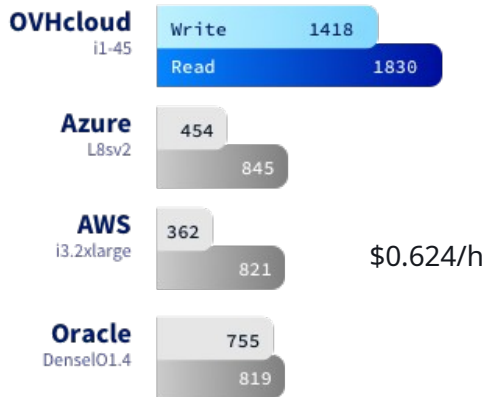 OVHcloud
i1-45
Write 1418
Read 1830
Azure
L8sv2
454
845
AWS
i3.2xlarge
362
821
$0.624/h
Oracle
DenselO1.4
755
819